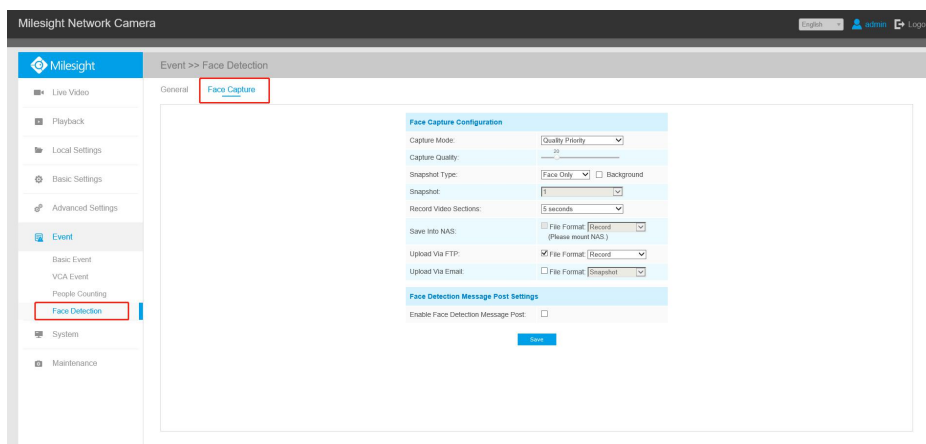 Milesight Network Camera
English
admin
Logo
Milesight
Event >> Face Detection
Live Video
General
Face Capture
Playback
Local Settings
Basic Settings
Advanced Settings
Event
Basic Event
VCA Event
People Counting
Face Detection
System
Maintenance
Face Capture Configuration
Capture Mode: Quality Priority
Capture Quality: 20
Snapshot Type: Face Only Background
Snapshot: 1
Record Video Sections: 5 seconds
Save Into NAS: File Format: Record
(Please mount NAS.)
Upload Via FTP: File Format: Record
Upload Via Email: File Format: Snapshot
Face Detection Message Post Settings
Enable Face Detection Message Post:
Save